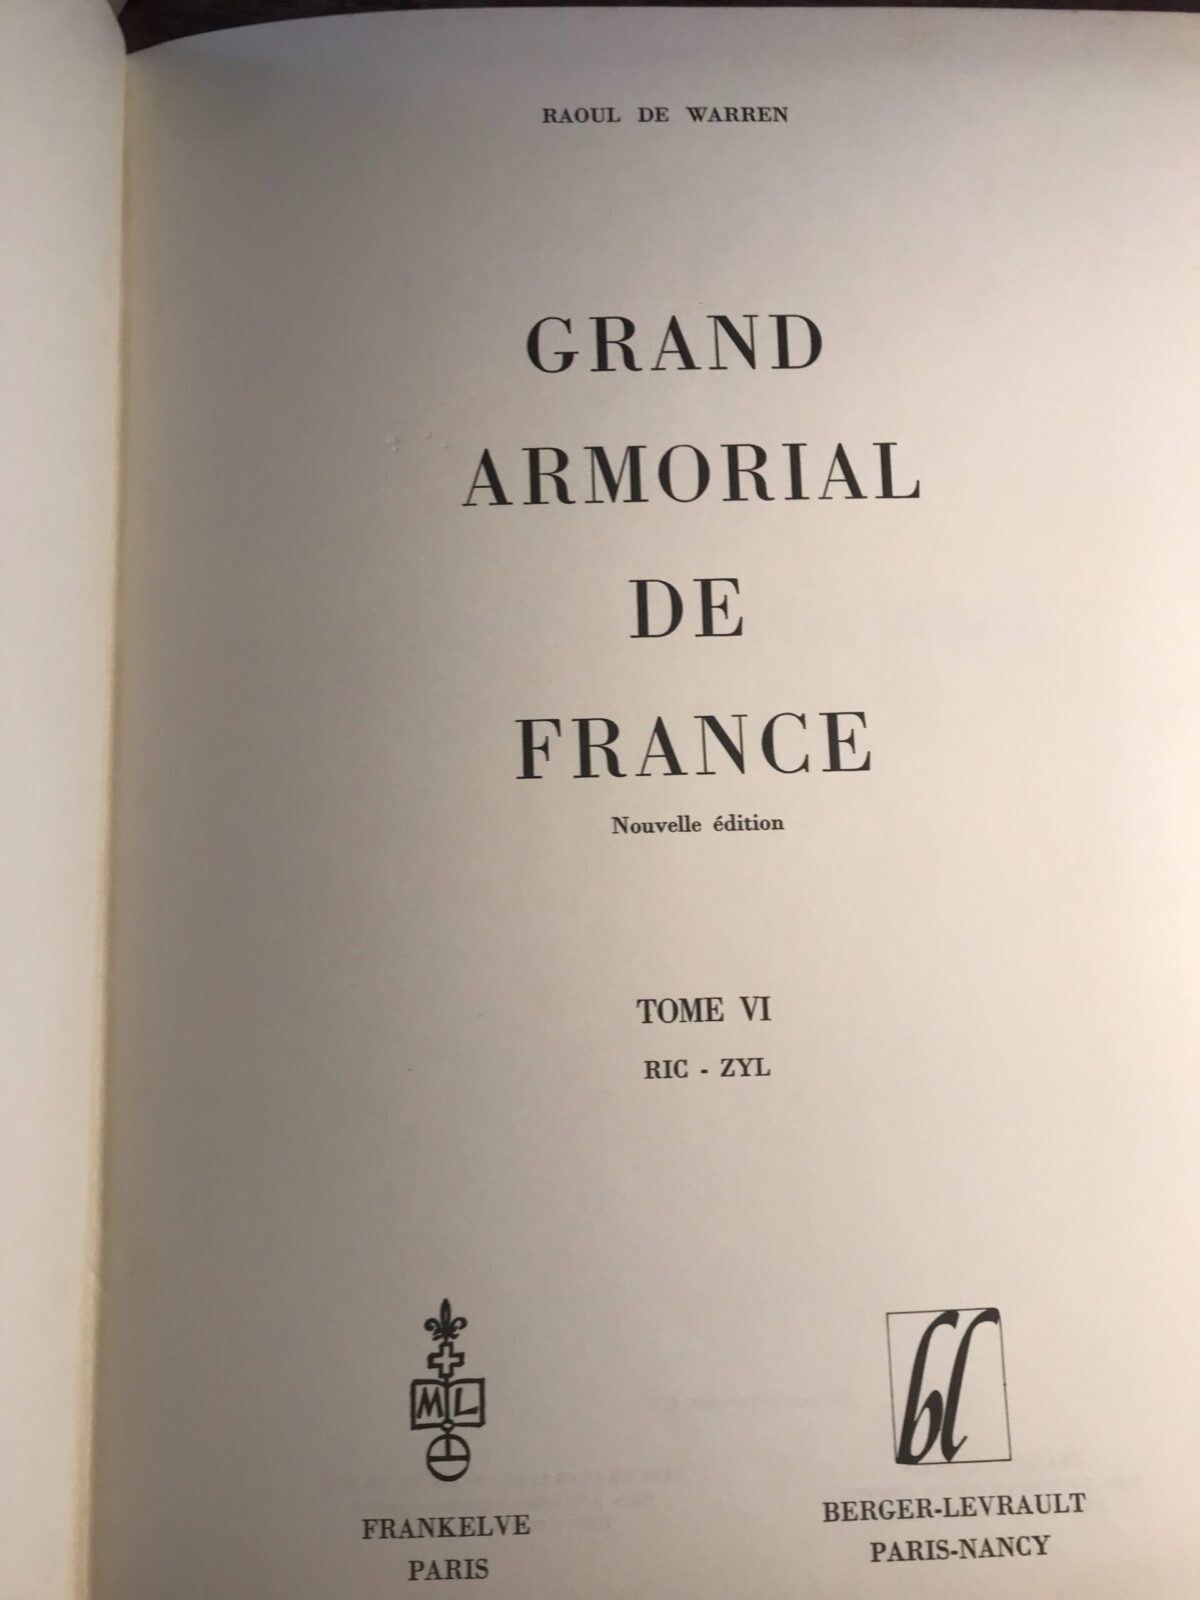 RAOUL DE WARREN
GRAND
ARMORIAL
DE
FRANCE
Nouvelle édition
TOME VI
RIC - ZYL
ML
bl
FRANKELVE
PARIS
BERGER-LEVRAULT
PARIS-NANCY